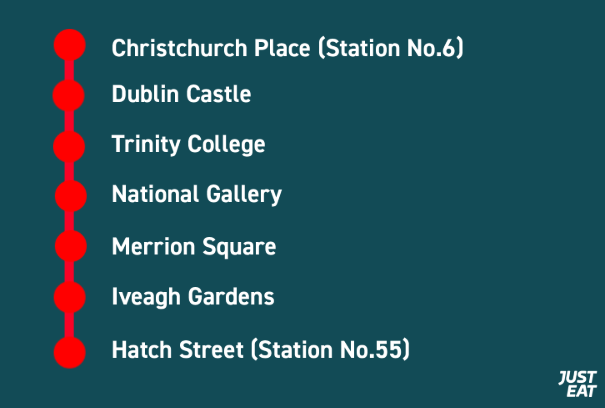 Christchurch Place (Station No.6)
Dublin Castle
Trinity College
National Gallery
Merrion Square
Iveagh Gardens
Hatch Street (Station No.55)
JUST
EAT